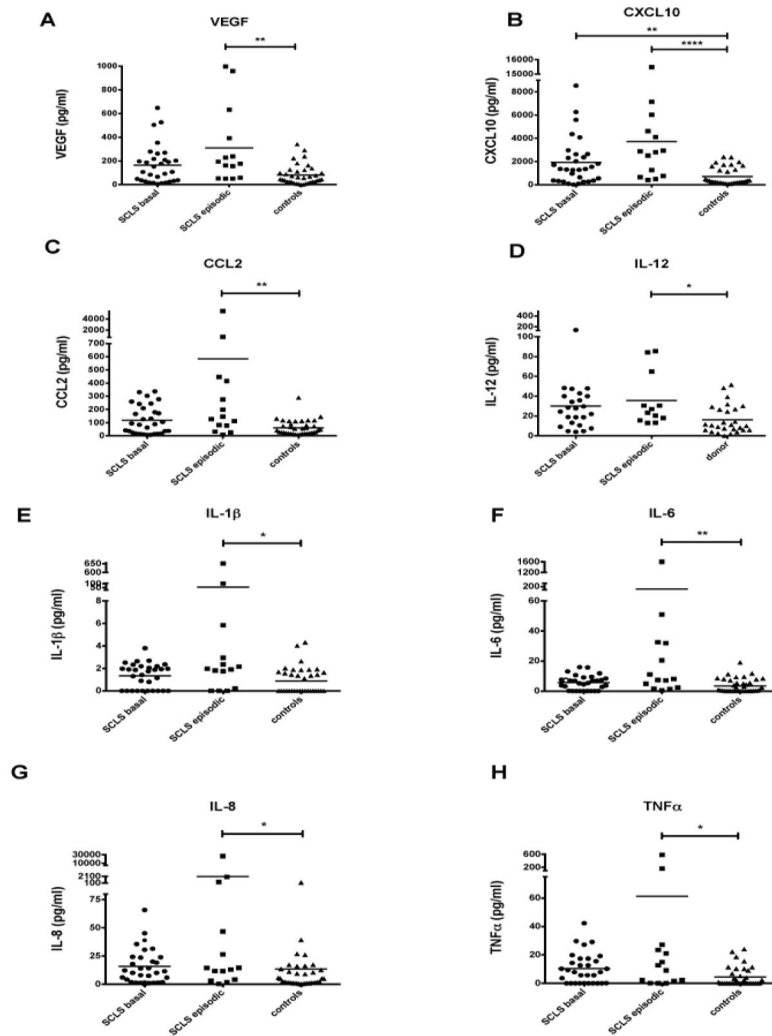 A
VEGF
**
1000
800
600
400
200
0
VEGF (pg/ml)
SCLS basal
SCLS episodic
controls
B
CXCL10
**
****
16000
15000
8000
6000
4000
2000
0
CXCL10 (pg/ml)
SCLS basal
SCLS episodic
controls
C
CCL2
**
4000
2000
700
600
500
400
300
200
100
0
CCL2 (pg/ml)
SCLS basal
SCLS episodic
controls
D
IL-12
*
400
200
100
80
60
40
20
0
IL-12 (pg/ml)
SCLS basal
SCLS episodic
donor
E
IL-1β
*
650
600
100
8
6
4
2
0
IL-1β (pg/ml)
SCLS basal
SCLS episodic
controls
F
IL-6
**
1600
1200
200
60
40
20
0
IL-6 (pg/ml)
SCLS basal
SCLS episodic
controls
G
IL-8
*
30000
10000
2100
100
75
50
25
0
IL-8 (pg/ml)
SCLS basal
SCLS episodic
controls
H
TNFα
*
600
200
60
40
20
0
TNFα (pg/ml)
SCLS basal
SCLS episodic
controls